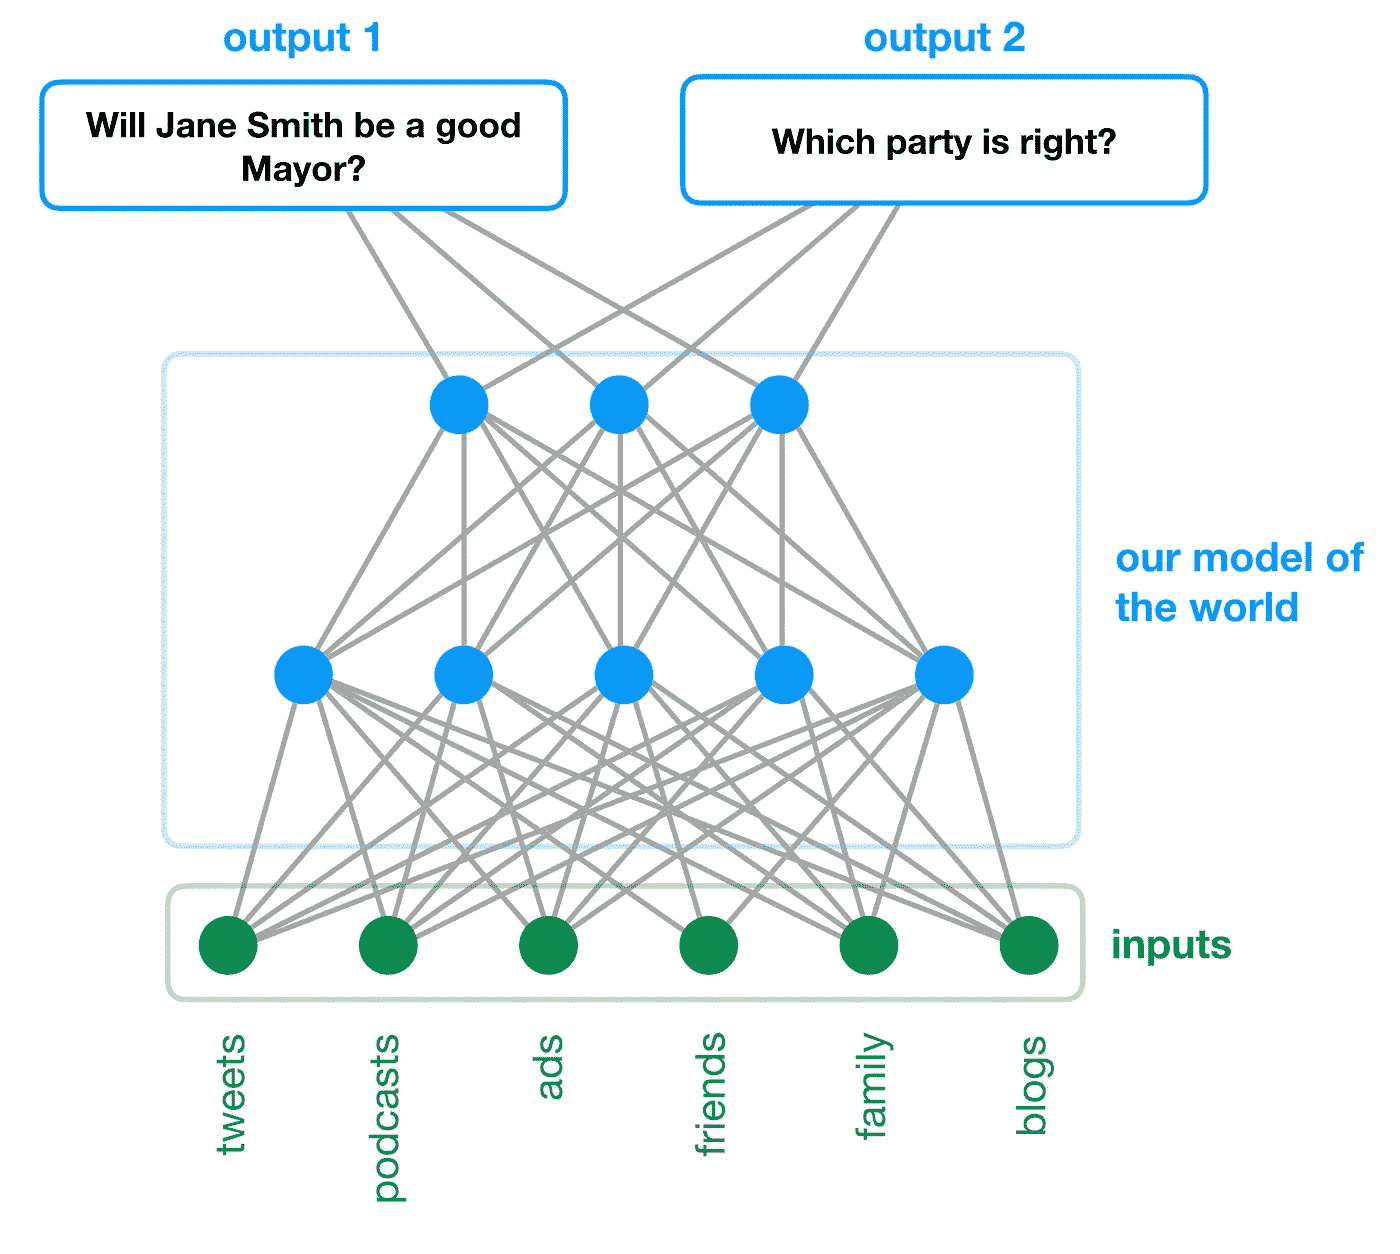 output 1
output 2
Will Jane Smith be a good
Mayor?
Which party is right?
our model of
the world
inputs
tweets
podcasts
ads
friends
family
blogs